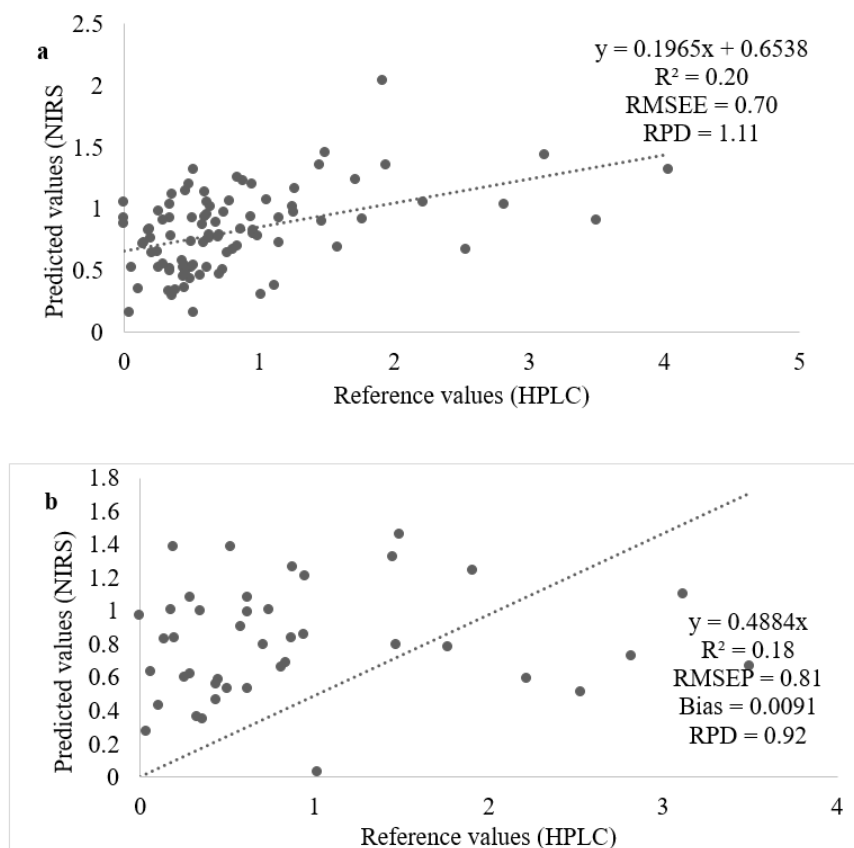 a
y = 0.1965x + 0.6538
R² = 0.20
RMSEE = 0.70
RPD = 1.11
Predicted values (NIRS
2.5
2
1.5
1
0.5
0
0 1 2 3 4 5
Reference values (HPLC)
b
y = 0.4884x
R² = 0.18
RMSEP = 0.81
Bias = 0.0091
RPD = 0.92
Predicted values (NIRS)
1.8
1.6
1.4
1.2
1
0.8
0.6
0.4
0.2
0
0 1 2 3 4
Reference values (HPLC)